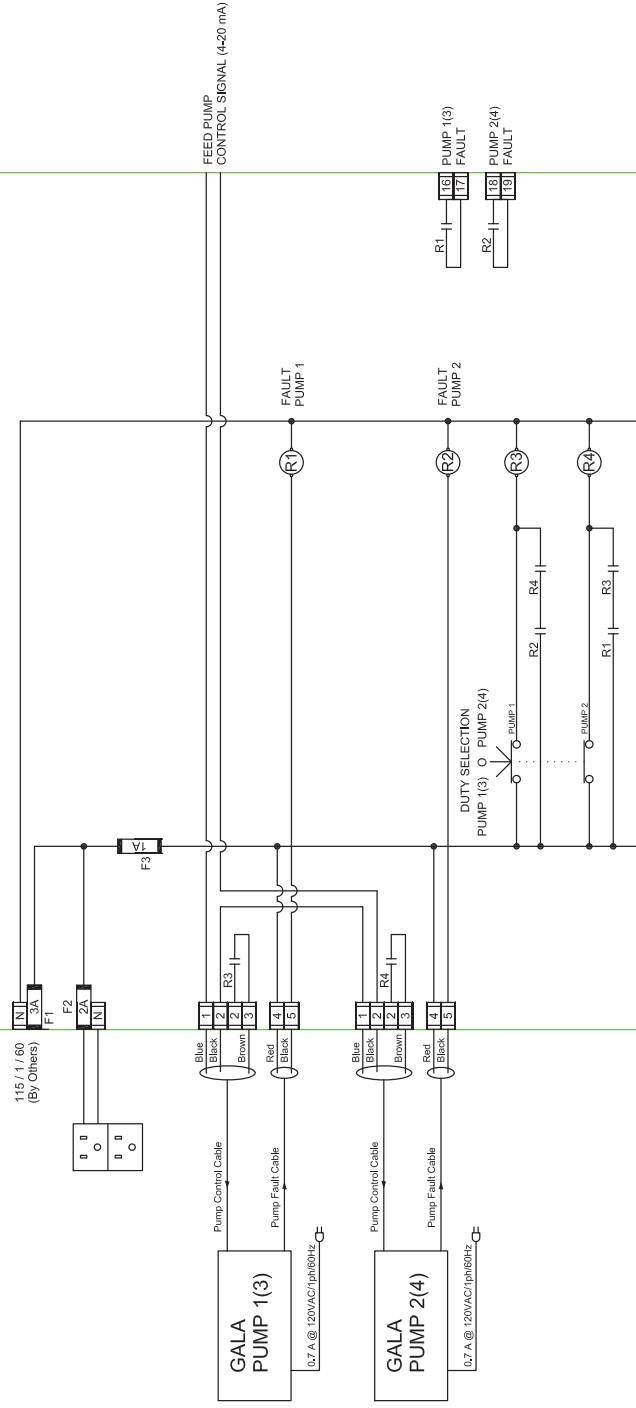 FEED PUMP
CONTROL SIGNAL (4-20 mA)
16
17
PUMP 1(3)
FAULT
R1
18
19
PUMP 2(4)
FAULT
R2
FAULT
PUMP 1
FAULT
PUMP 2
R1
R2
R3
R4
R4
R2
R3
R1
DUTY SELECTION
PUMP 1(3) O PUMP 2(4)
PUMP 1
PUMP 2
1A
F3
N
3A
F1
F2
2A
N
115 / 1 / 60
(By Others)
R3
1
2
2
3
4
5
R4
1
2
2
3
4
5
Blue
Black
Brown
Red
Black
Blue
Black
Brown
Red
Black
Pump Control Cable
Pump Fault Cable
Pump Control Cable
Pump Fault Cable
GALA
PUMP 1(3)
0.7 A @ 120VAC/1ph/60Hz
GALA
PUMP 2(4)
0.7 A @ 120VAC/1ph/60Hz